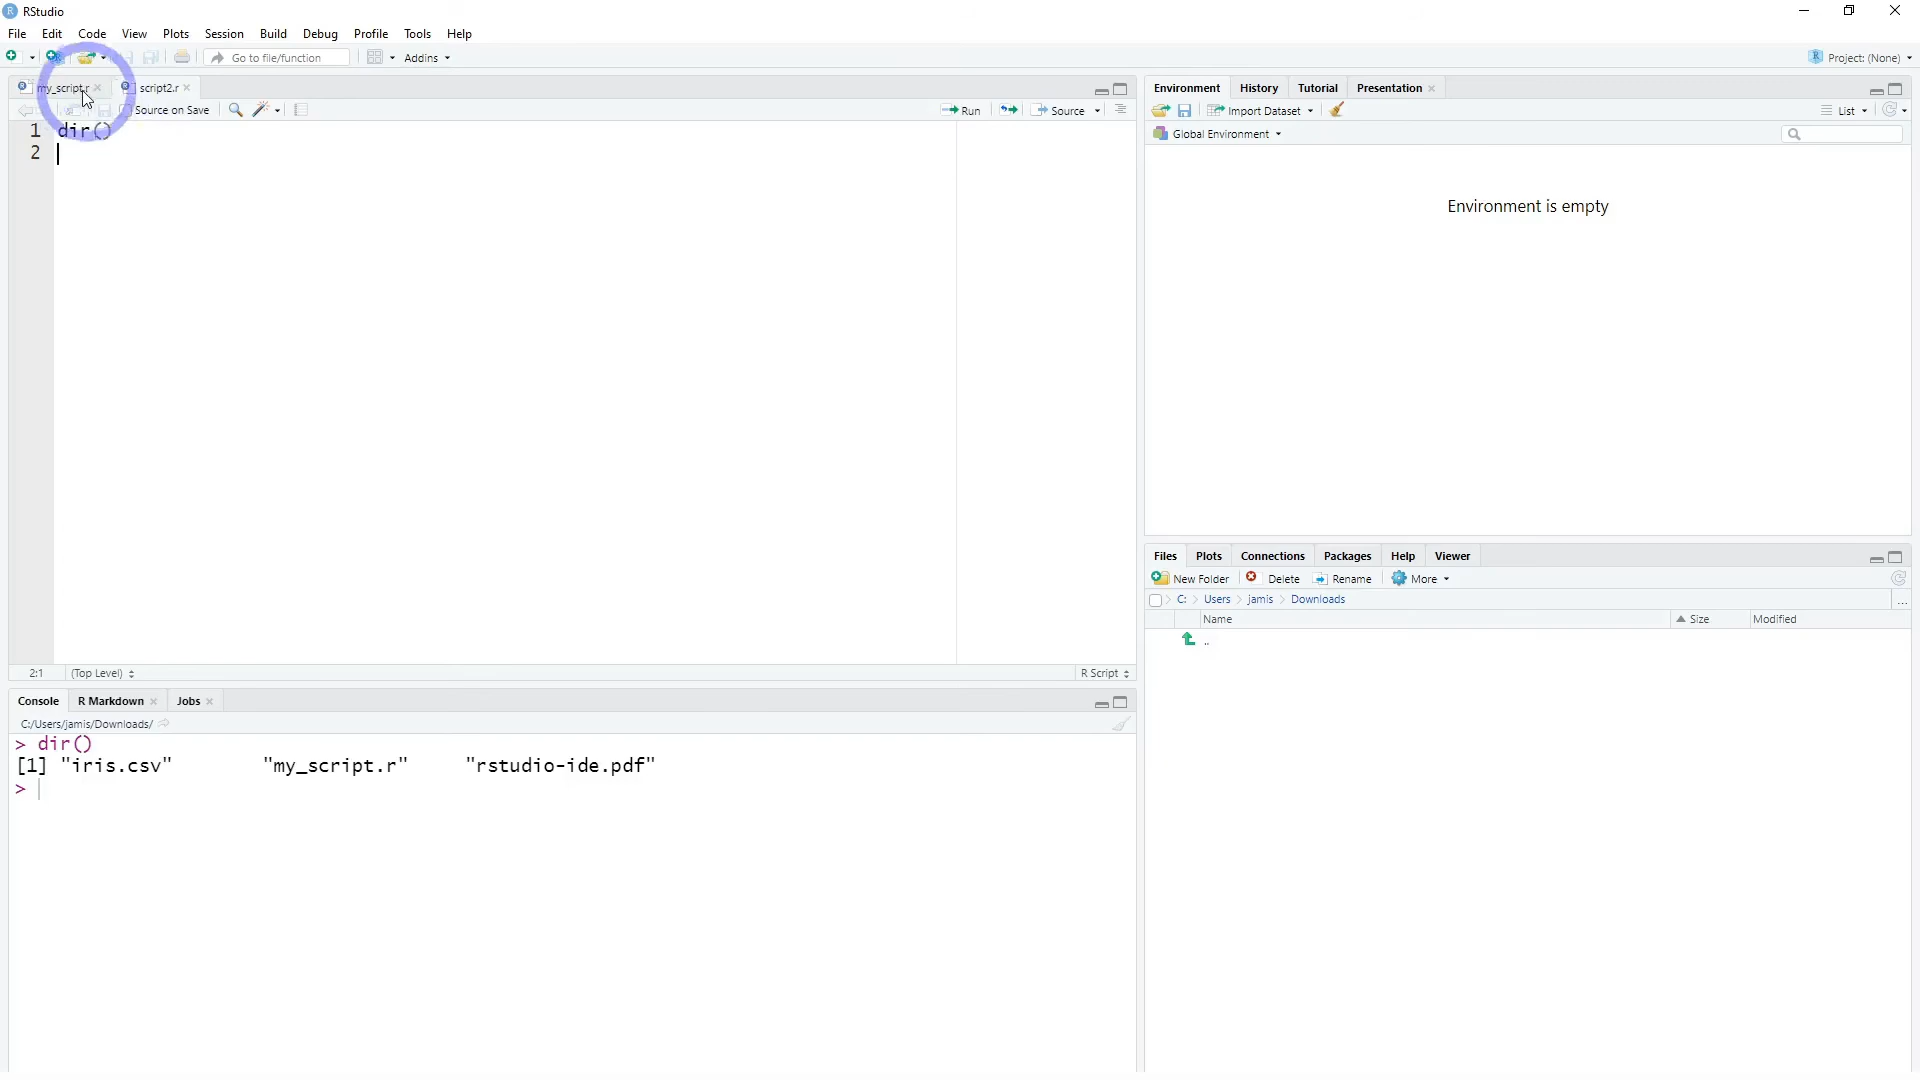 RStudio
File Edit Code View Plots Session Build Debug Profile Tools Help
Go to file/function Addins Project: (None)
my_script.r script2.r
Source on Save Run Source
1 dir()
2
2:1 (Top Level) R Script
Console R Markdown Jobs
C:/Users/jamis/Downloads/
> dir()
[1] "iris.csv" "my_script.r" "rstudio-ide.pdf"
>
Environment History Tutorial Presentation
Import Dataset List
Global Environment
Environment is empty
Files Plots Connections Packages Help Viewer
New Folder Delete Rename More
C: Users jamis Downloads ...
Name Size Modified
..